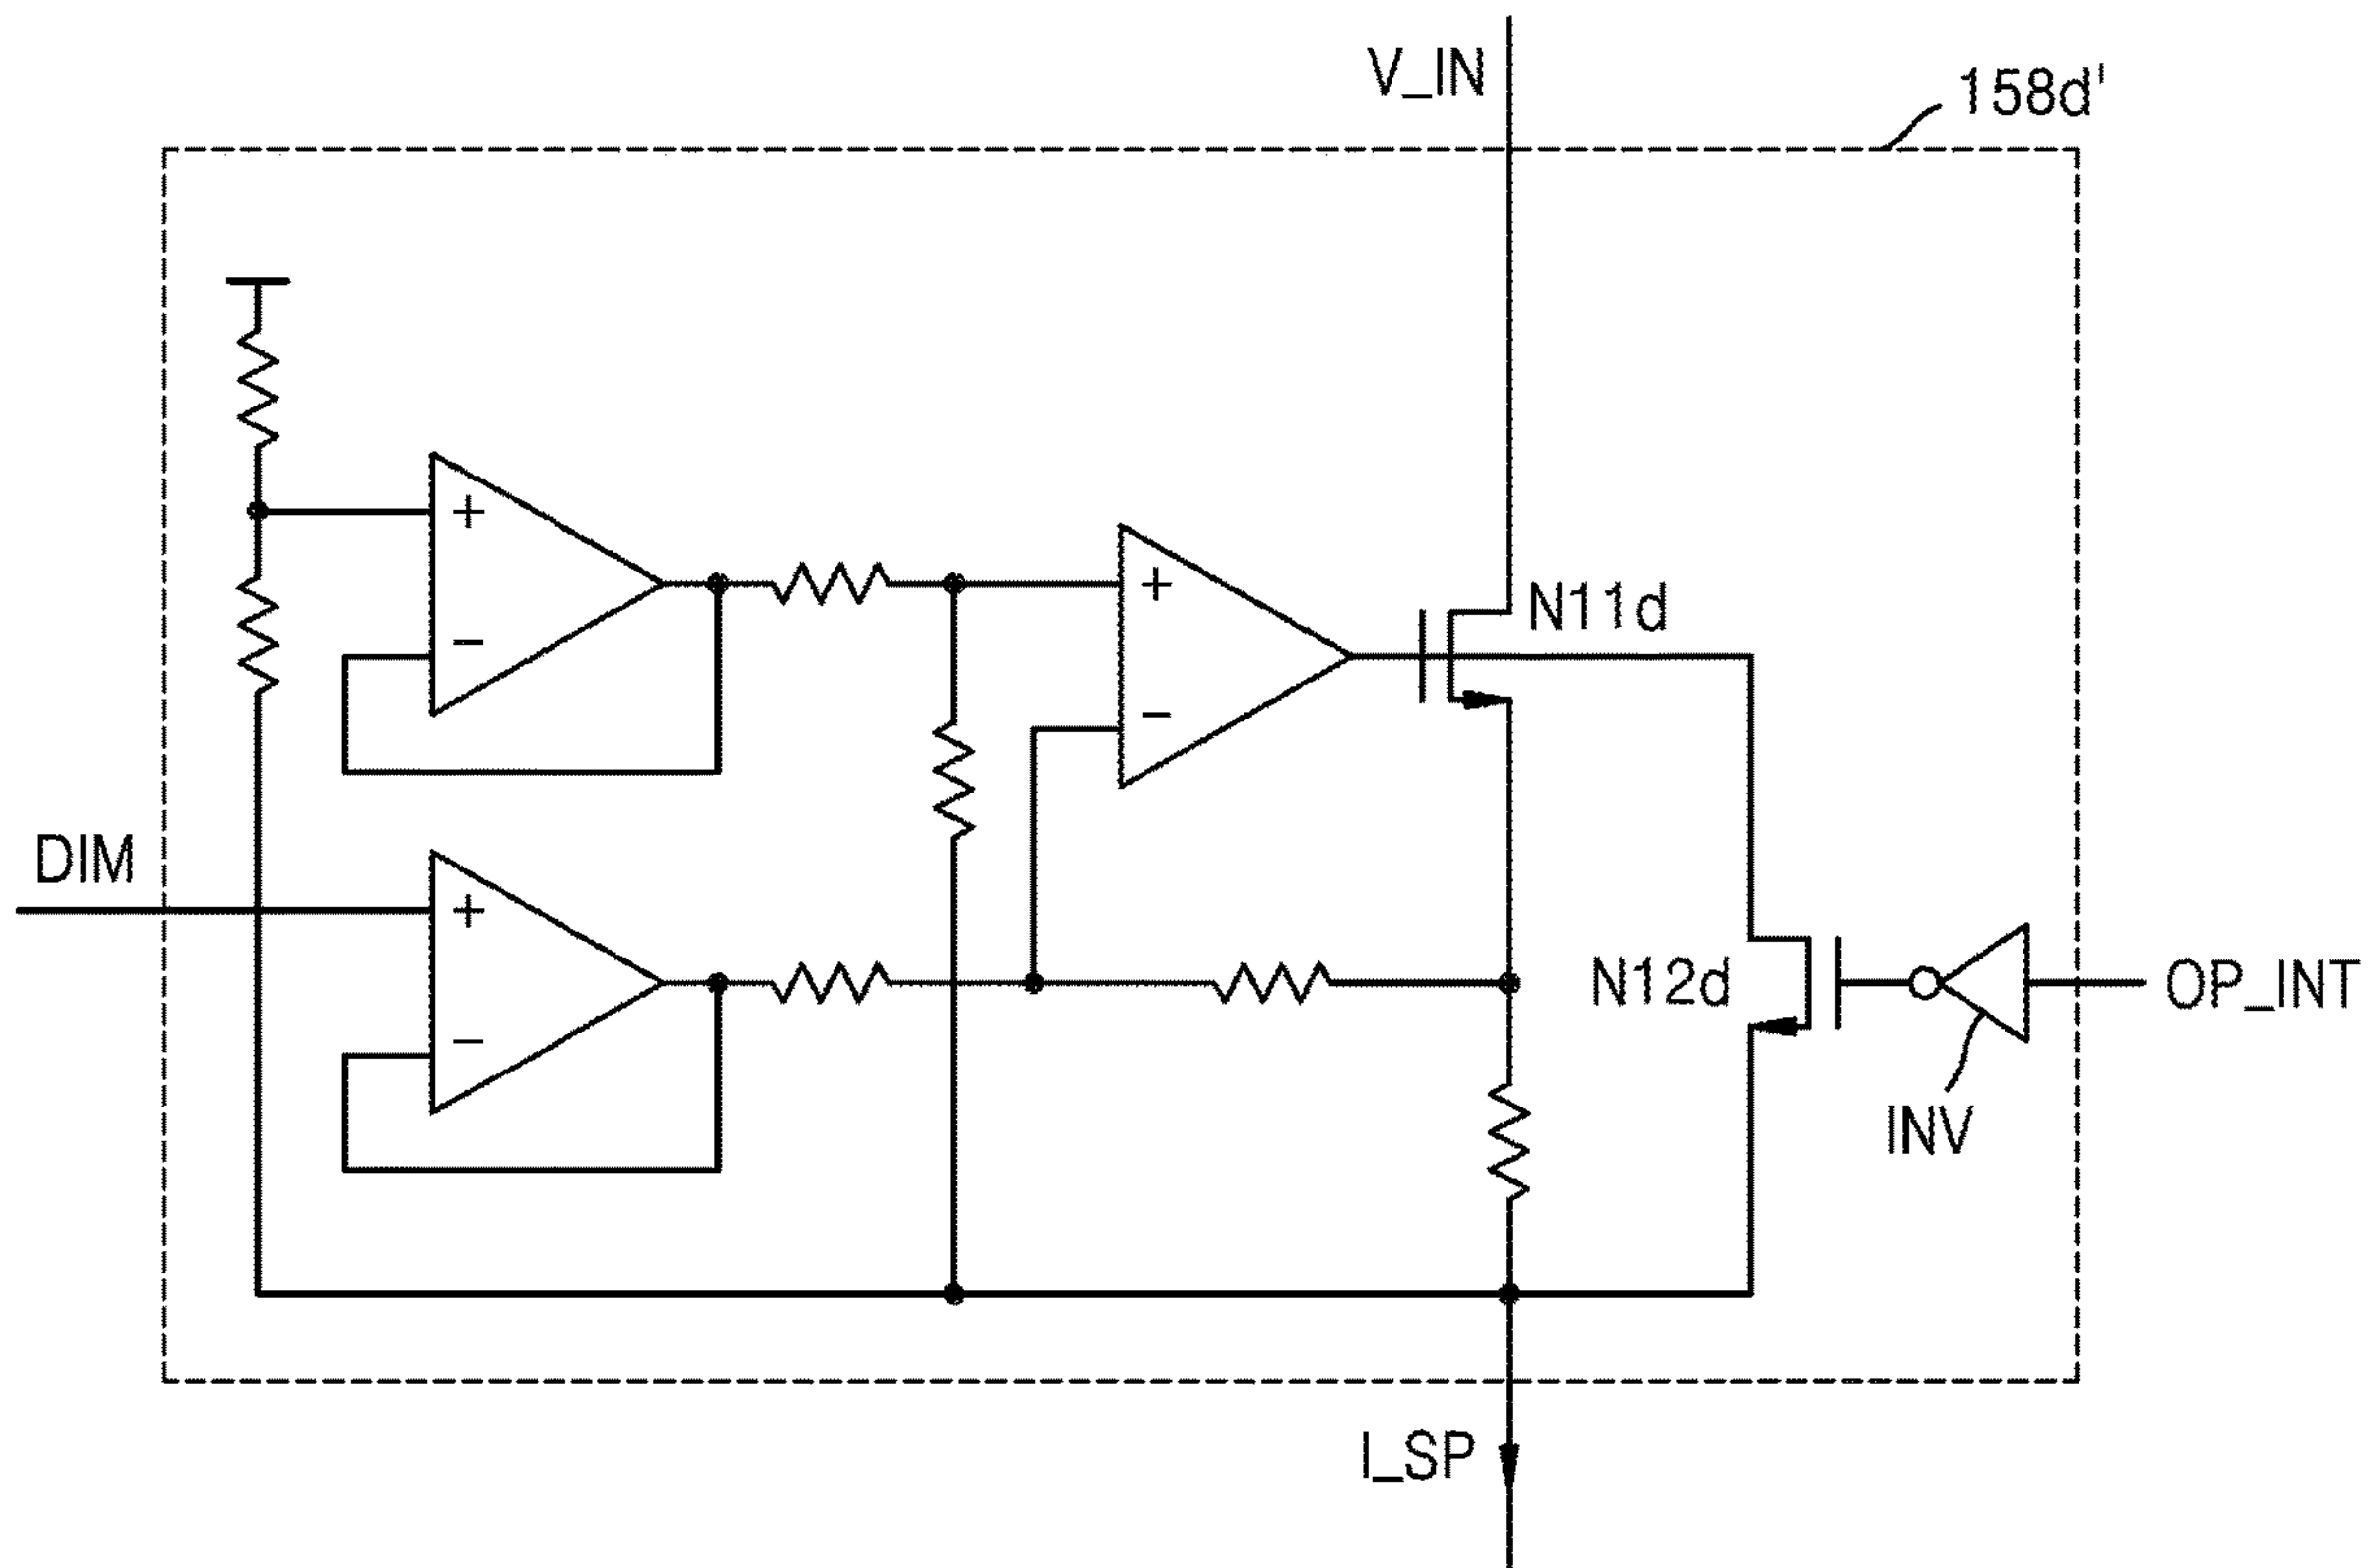 V_IN
158d'
+
−
+
−
N11d
DIM
+
−
N12d
OP_INT
INV
I_SP